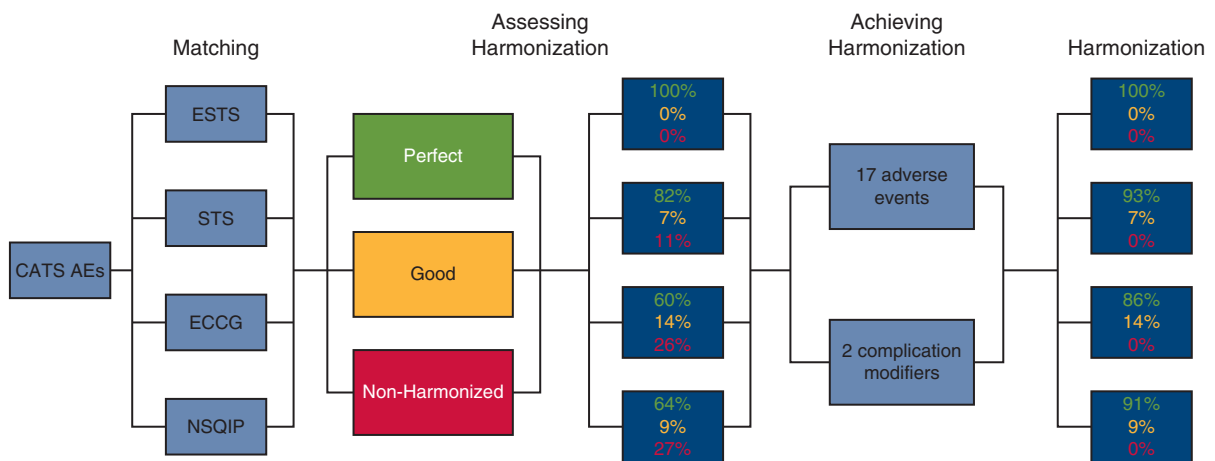 Matching
Assessing
Harmonization
Achieving
Harmonization
Harmonization
CATS AEs
ESTS
STS
ECCG
NSQIP
Perfect
Good
Non-Harmonized
100%
0%
0%
82%
7%
11%
60%
14%
26%
64%
9%
27%
17 adverse
events
2 complication
modifiers
100%
0%
0%
93%
7%
0%
86%
14%
0%
91%
9%
0%